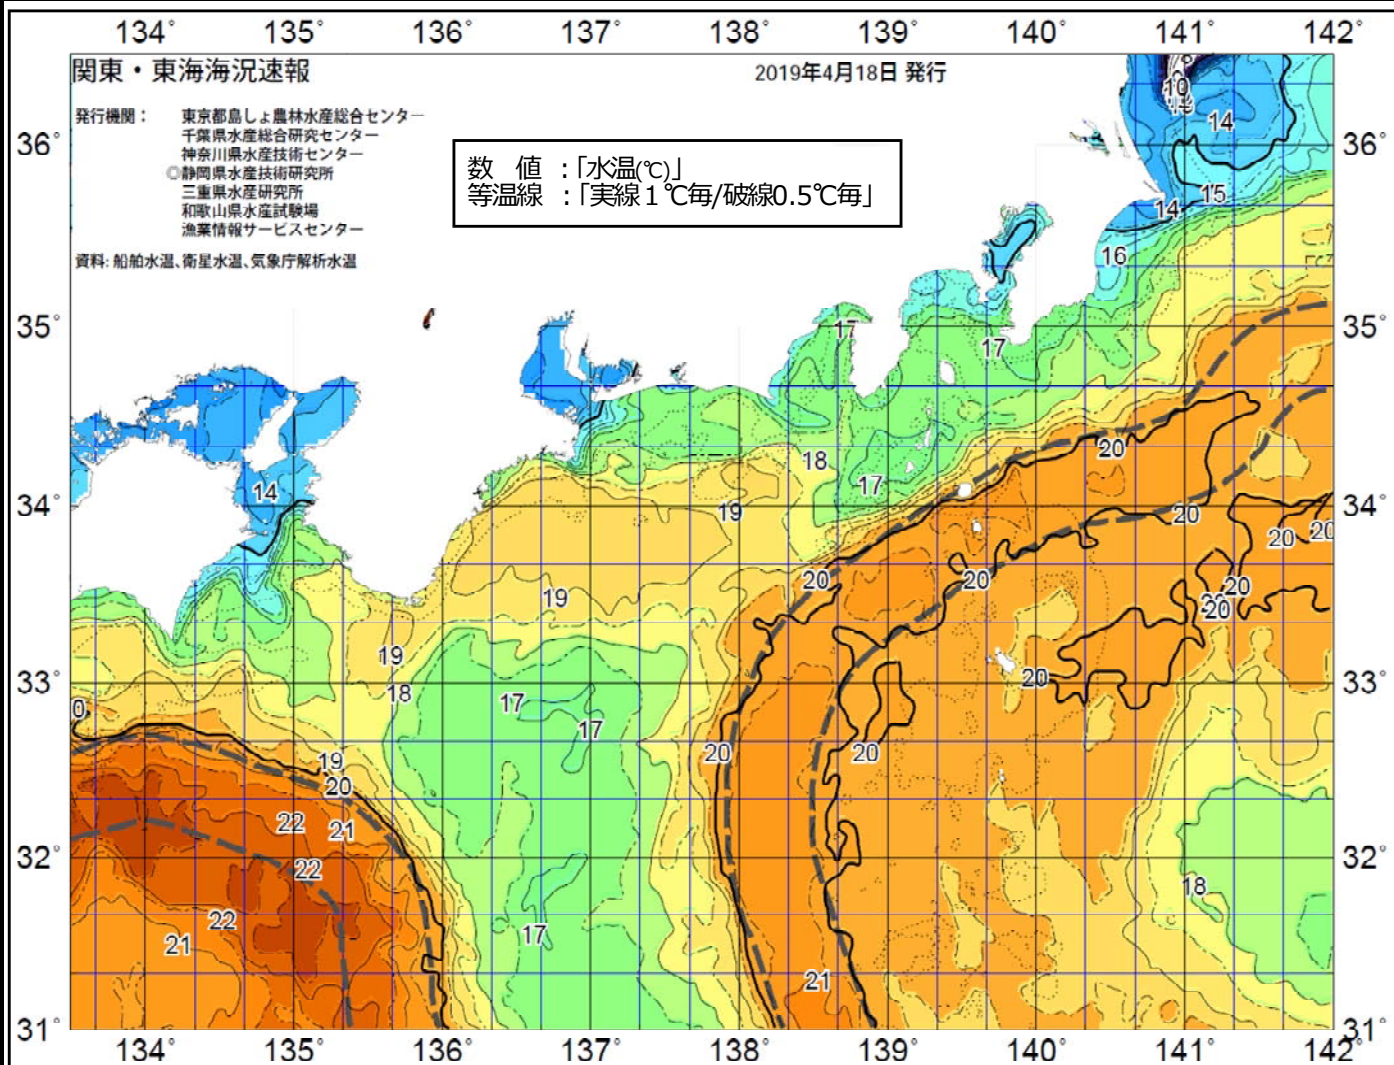 134° 135° 136° 137° 138° 139° 140° 141° 142°
関東・東海海況速報
2019年4月18日 発行
発行機関： 東京都島しょ農林水産総合センター
千葉県水産総合研究センター
神奈川県水産技術センター
◎静岡県水産技術研究所
三重県水産研究所
和歌山県水産試験場
漁業情報サービスセンター
資料: 船舶水温、衛星水温、気象庁解析水温
数 値 ：「水温(℃)」
等温線 ：「実線１℃毎/破線0.5℃毎」
10
14
36° 36°
15
14
16
35° 17 35°
17
20
18
14 17
34° 19 20 34°
20 20
20 20 20
19 20
19 20
33° 18 33°
17
0
17
20 20
19
20
22 21
32° 22 32°
18
22
17
21
21
31° 31°
134° 135° 136° 137° 138° 139° 140° 141° 142°